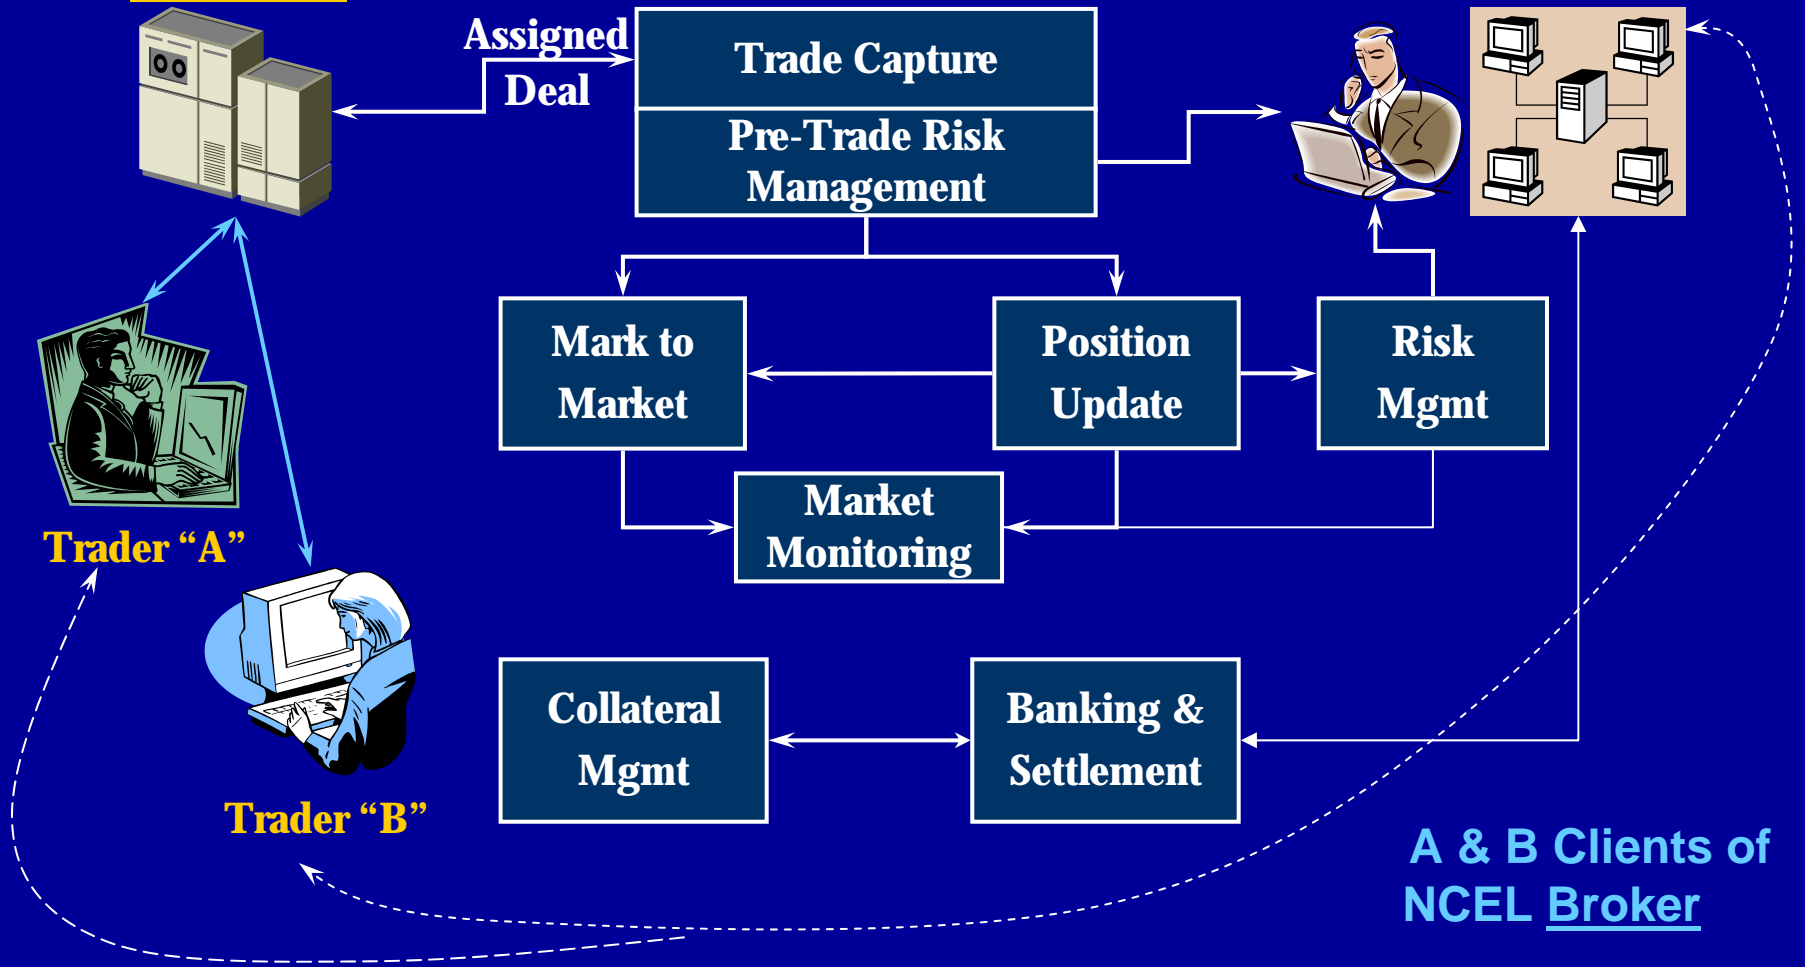 Assigned
Deal
Trade Capture
Pre-Trade Risk
Management
Mark to
Market
Position
Update
Risk
Mgmt
Market
Monitoring
Trader “A”
Collateral
Mgmt
Banking &
Settlement
Trader “B”
A & B Clients of
NCEL Broker